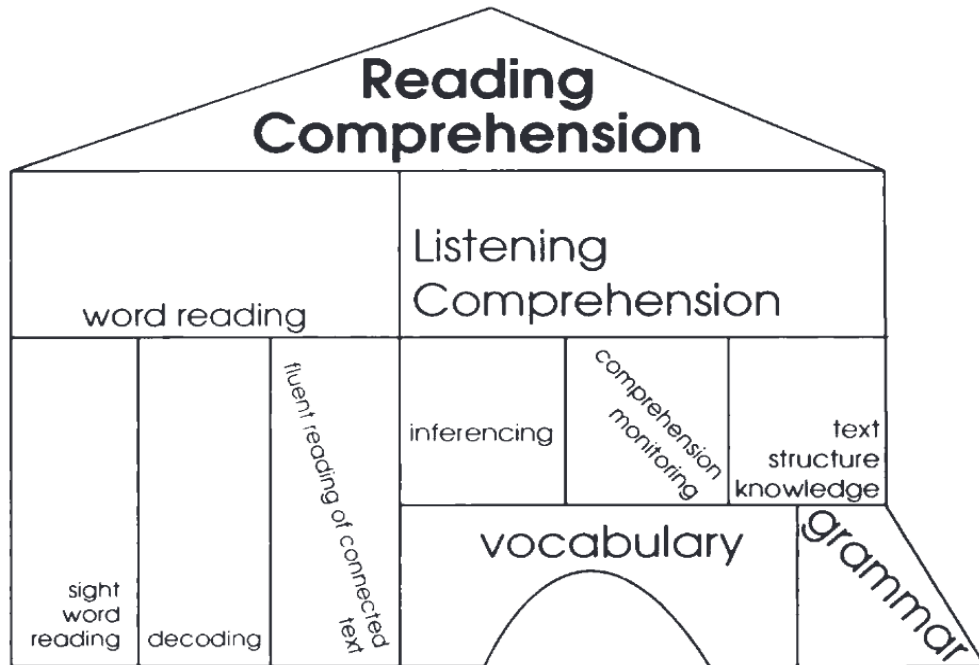 Reading
Comprehension
word reading
Listening
Comprehension
sight
word
reading
decoding
fluent reading of connected
text
inferencing
comprehension
monitoring
text
structure
knowledge
vocabulary
grammar